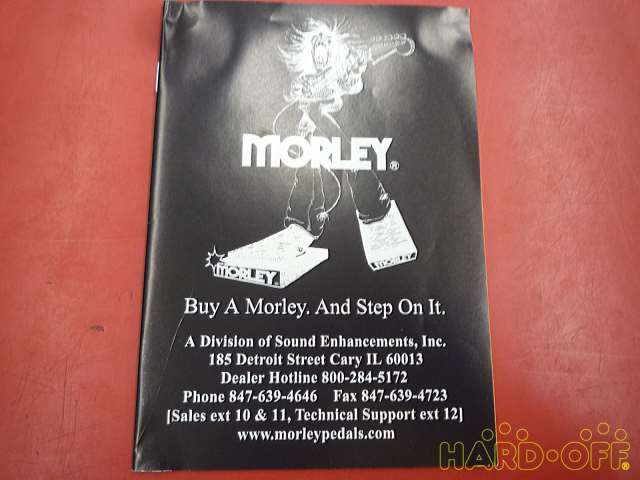 MORLEY®
MORLEY
MORLEY
Buy A Morley. And Step On It.
A Division of Sound Enhancements, Inc.
185 Detroit Street Cary IL 60013
Dealer Hotline 800-284-5172
Phone 847-639-4646 Fax 847-639-4723
[Sales ext 10 & 11, Technical Support ext 12]
www.morleypedals.com
HARD-OFF®